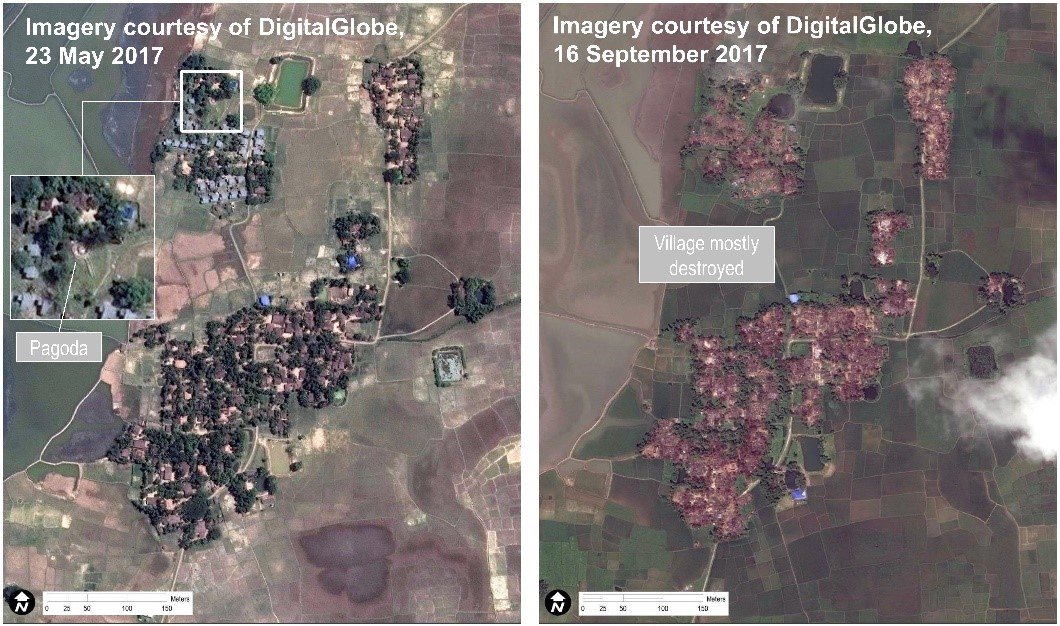 Imagery courtesy of DigitalGlobe,
23 May 2017
Pagoda
N
Meters
0 25 50 100 150
Imagery courtesy of DigitalGlobe,
16 September 2017
Village mostly
destroyed
N
Meters
0 25 50 100 150